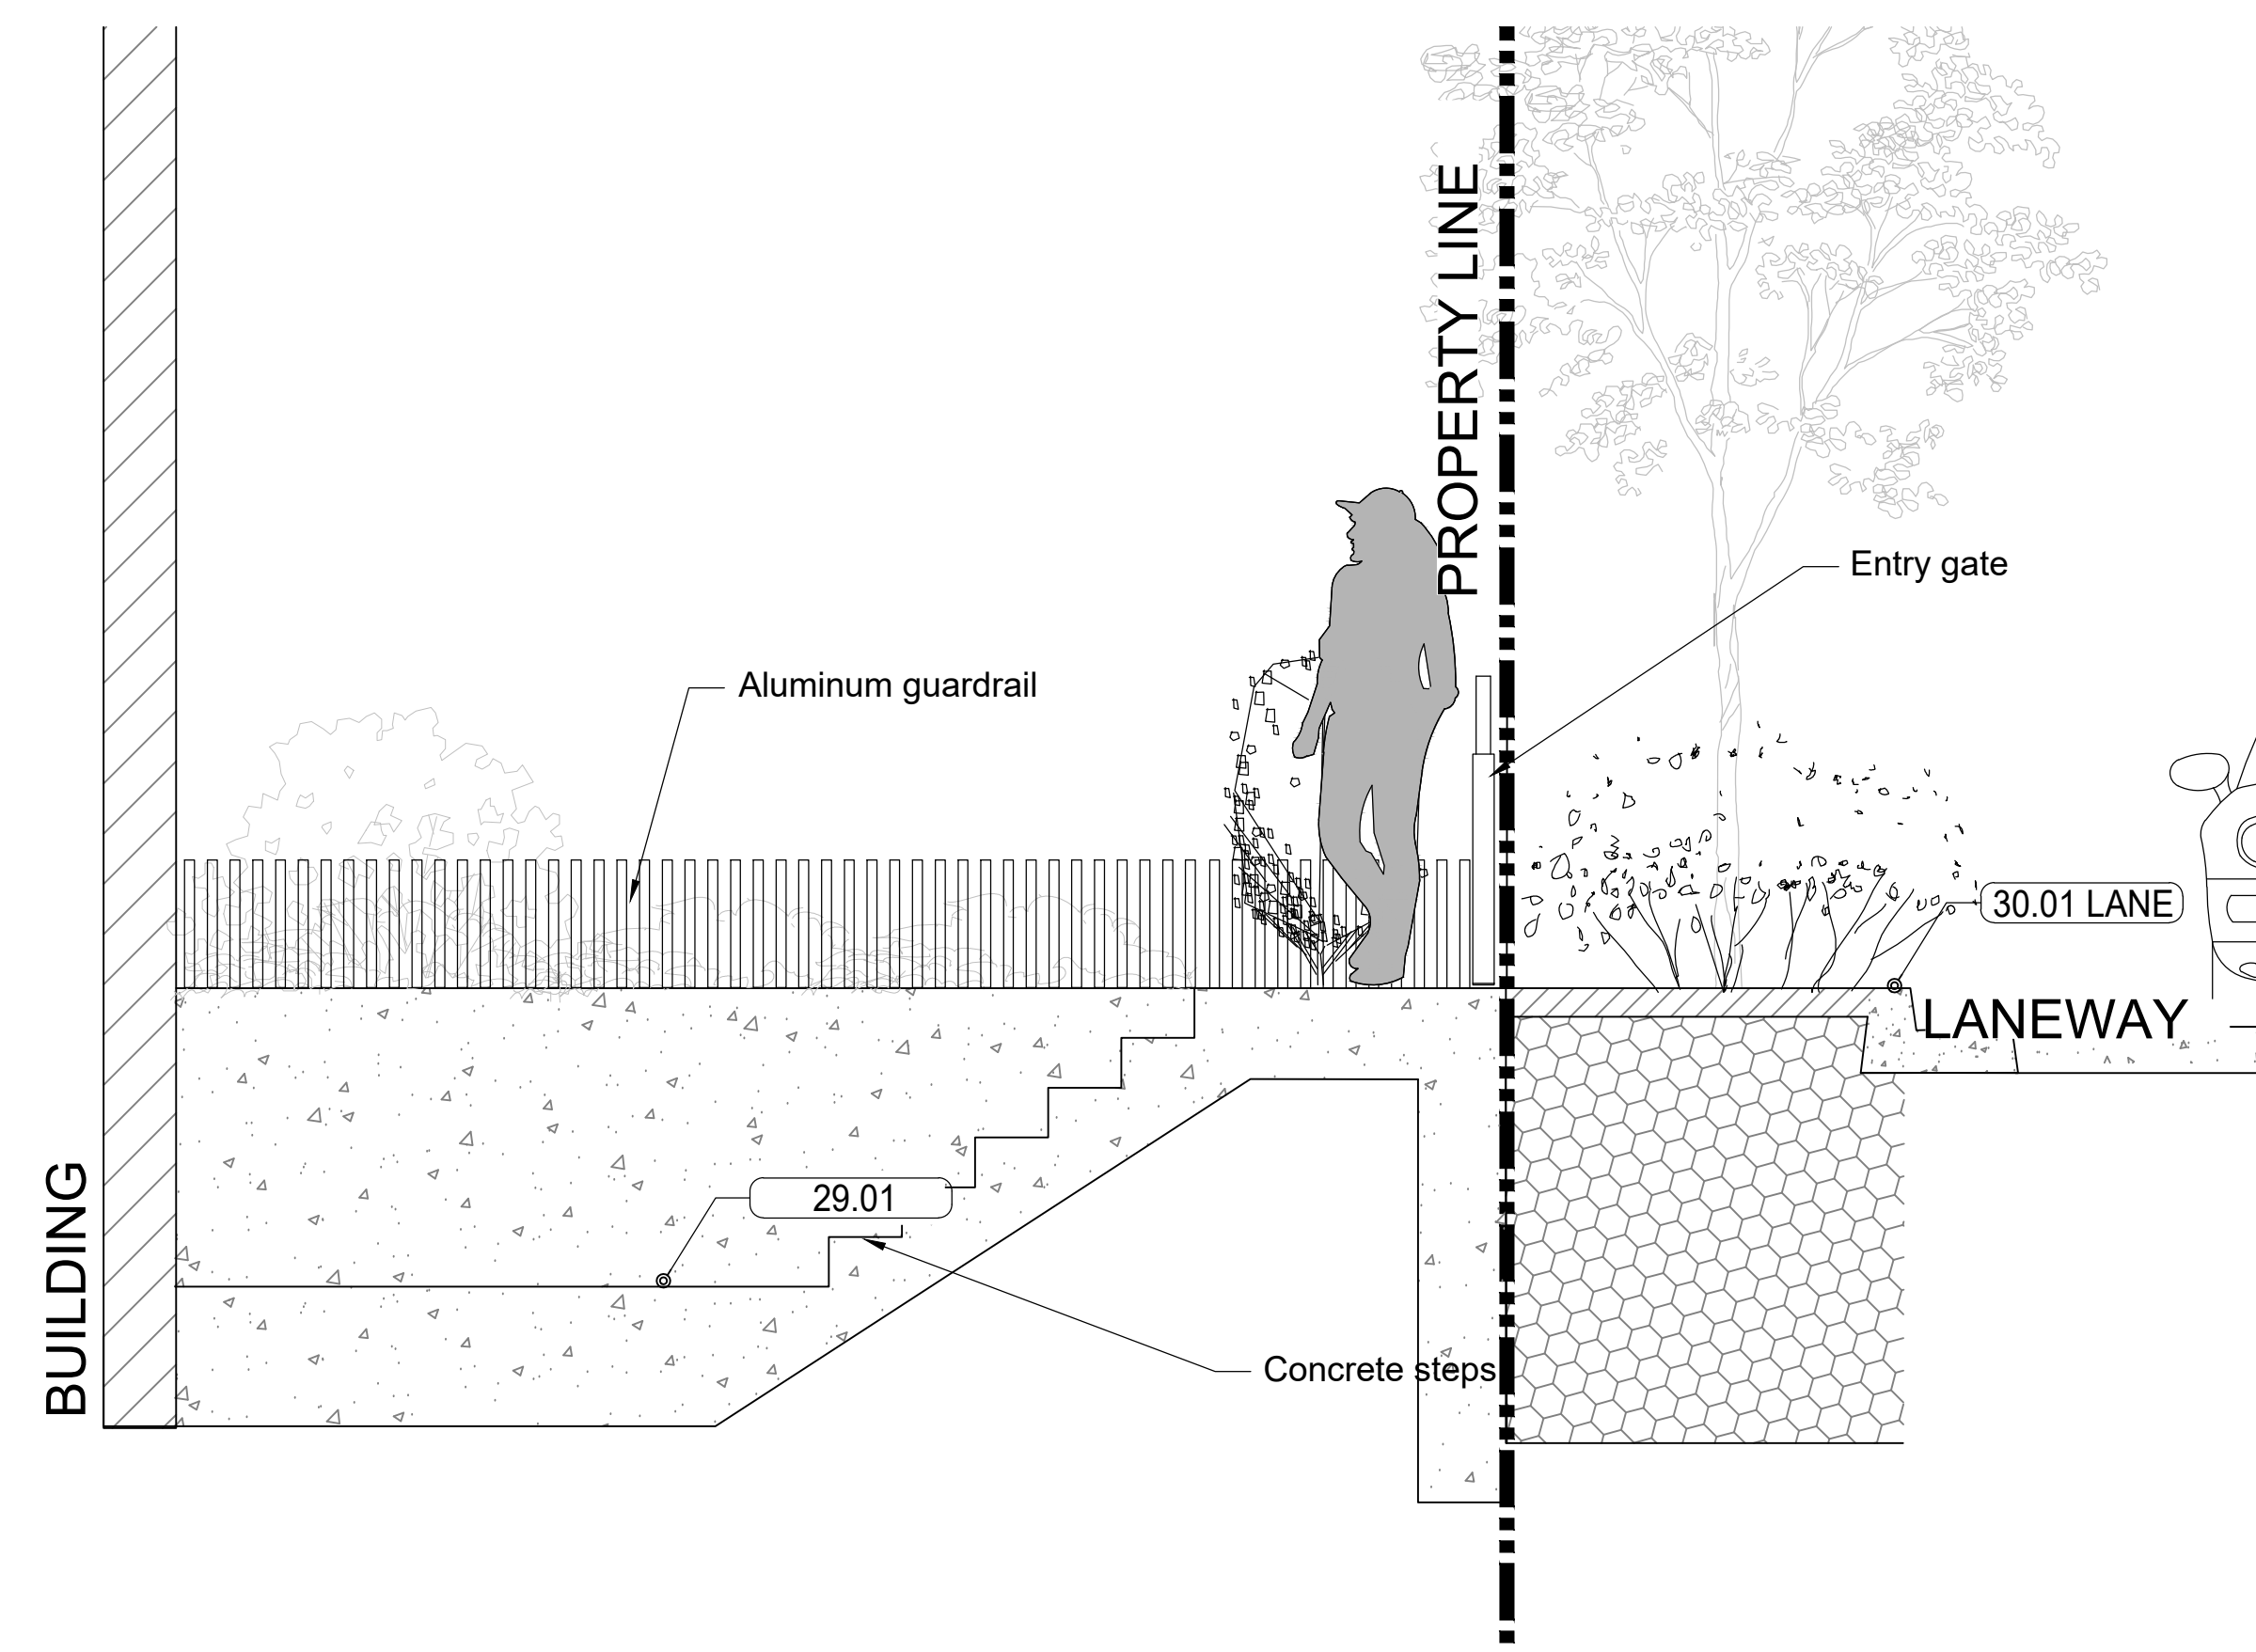 PROPERTY LINE
Entry gate
Aluminum guardrail
30.01 LANE
LANEWAY
BUILDING
29.01
Concrete steps